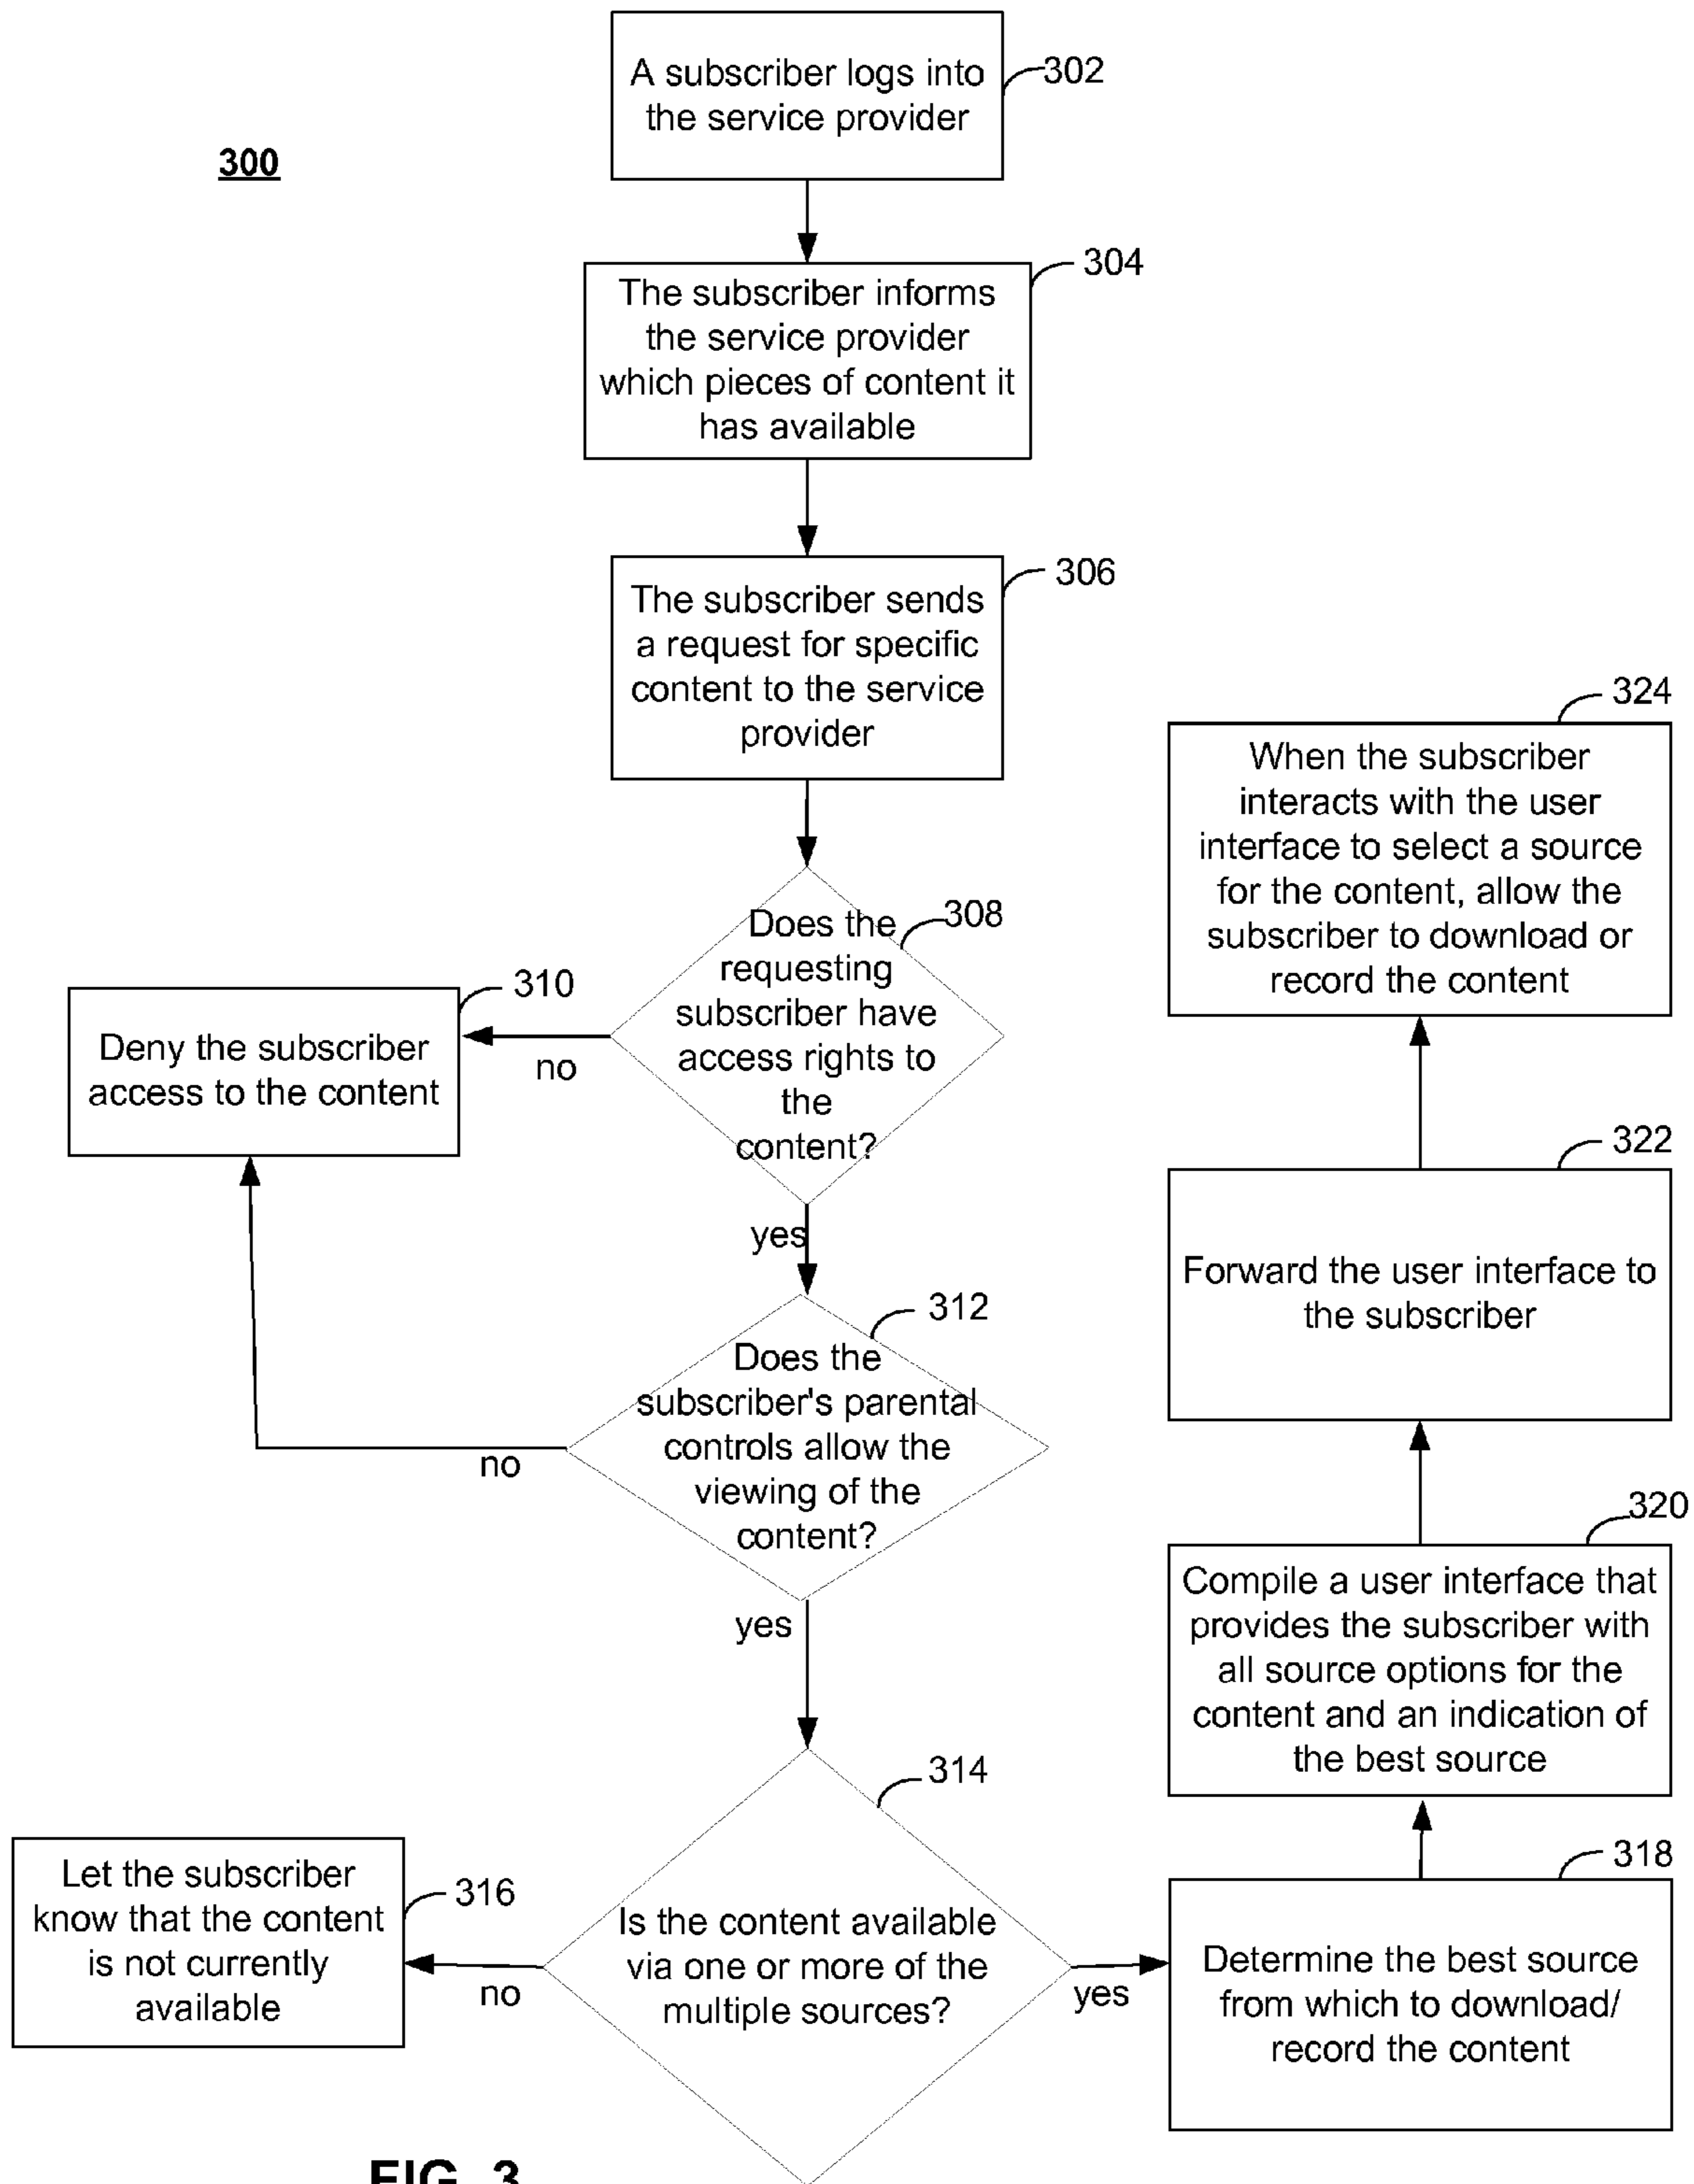 300
A subscriber logs into
the service provider
302
The subscriber informs
the service provider
which pieces of content it
has available
304
The subscriber sends
a request for specific
content to the service
provider
306
Does the
requesting
subscriber have
access rights to
the
content?
308
no
Deny the subscriber
access to the content
310
yes
Does the
subscriber's parental
controls allow the
viewing of the
content?
312
no
yes
Is the content available
via one or more of the
multiple sources?
314
no
Let the subscriber
know that the content
is not currently
available
316
yes
Determine the best source
from which to download/
record the content
318
Compile a user interface that
provides the subscriber with
all source options for the
content and an indication of
the best source
320
Forward the user interface to
the subscriber
322
When the subscriber
interacts with the user
interface to select a source
for the content, allow the
subscriber to download or
record the content
324
FIG. 3